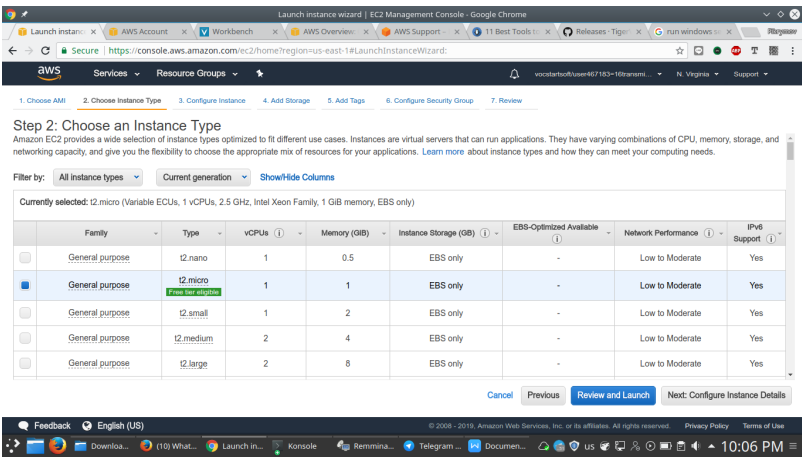 Launch instance wizard | EC2 Management Console - Google Chrome
Launch instanc × AWS Account × Workbench × AWS Overview × AWS Support - × 11 Best Tools t × Releases · Tiger × run windows s ×
Secure | https://console.aws.amazon.com/ec2/home?region=us-east-1#LaunchInstanceWizard:
aws Services Resource Groups vocstartsoft/user467183=16transmi... N. Virginia Support
1. Choose AMI 2. Choose Instance Type 3. Configure Instance 4. Add Storage 5. Add Tags 6. Configure Security Group 7. Review
Step 2: Choose an Instance Type
Amazon EC2 provides a wide selection of instance types optimized to fit different use cases. Instances are virtual servers that can run applications. They have varying combinations of CPU, memory, storage, and
networking capacity, and give you the flexibility to choose the appropriate mix of resources for your applications. Learn more about instance types and how they can meet your computing needs.
Filter by: All instance types Current generation Show/Hide Columns
Currently selected: t2.micro (Variable ECUs, 1 vCPUs, 2.5 GHz, Intel Xeon Family, 1 GiB memory, EBS only)
Family Type vCPUs Memory (GiB) Instance Storage (GB) EBS-Optimized Available Network Performance IPv6 Support
General purpose t2.nano 1 0.5 EBS only - Low to Moderate Yes
General purpose t2.micro 1 1 EBS only - Low to Moderate Yes
Free tier eligible
General purpose t2.small 1 2 EBS only - Low to Moderate Yes
General purpose t2.medium 2 4 EBS only - Low to Moderate Yes
General purpose t2.large 2 8 EBS only - Low to Moderate Yes
Cancel Previous Review and Launch Next: Configure Instance Details
Feedback English (US) © 2008 - 2019, Amazon Web Services, Inc. or its affiliates. All rights reserved. Privacy Policy Terms of Use
Downloa... (10) What... Launch in... Konsole Remmina... Telegram ... Documen... us 10:06 PM